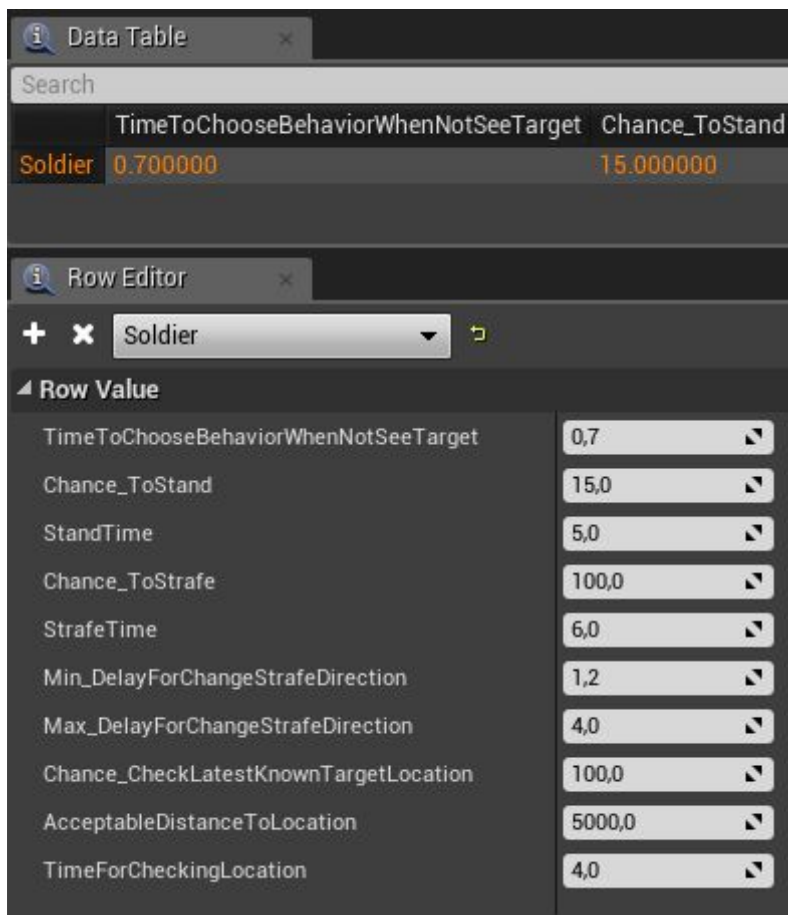 Data Table
Search
TimeToChooseBehaviorWhenNotSeeTarget Chance_ToStand
Soldier 0.700000 15.000000
Row Editor
Soldier
Row Value
TimeToChooseBehaviorWhenNotSeeTarget 0,7
Chance_ToStand 15,0
StandTime 5,0
Chance_ToStrafe 100,0
StrafeTime 6,0
Min_DelayForChangeStrafeDirection 1,2
Max_DelayForChangeStrafeDirection 4,0
Chance_CheckLatestKnownTargetLocation 100,0
AcceptableDistanceToLocation 5000,0
TimeForCheckingLocation 4,0